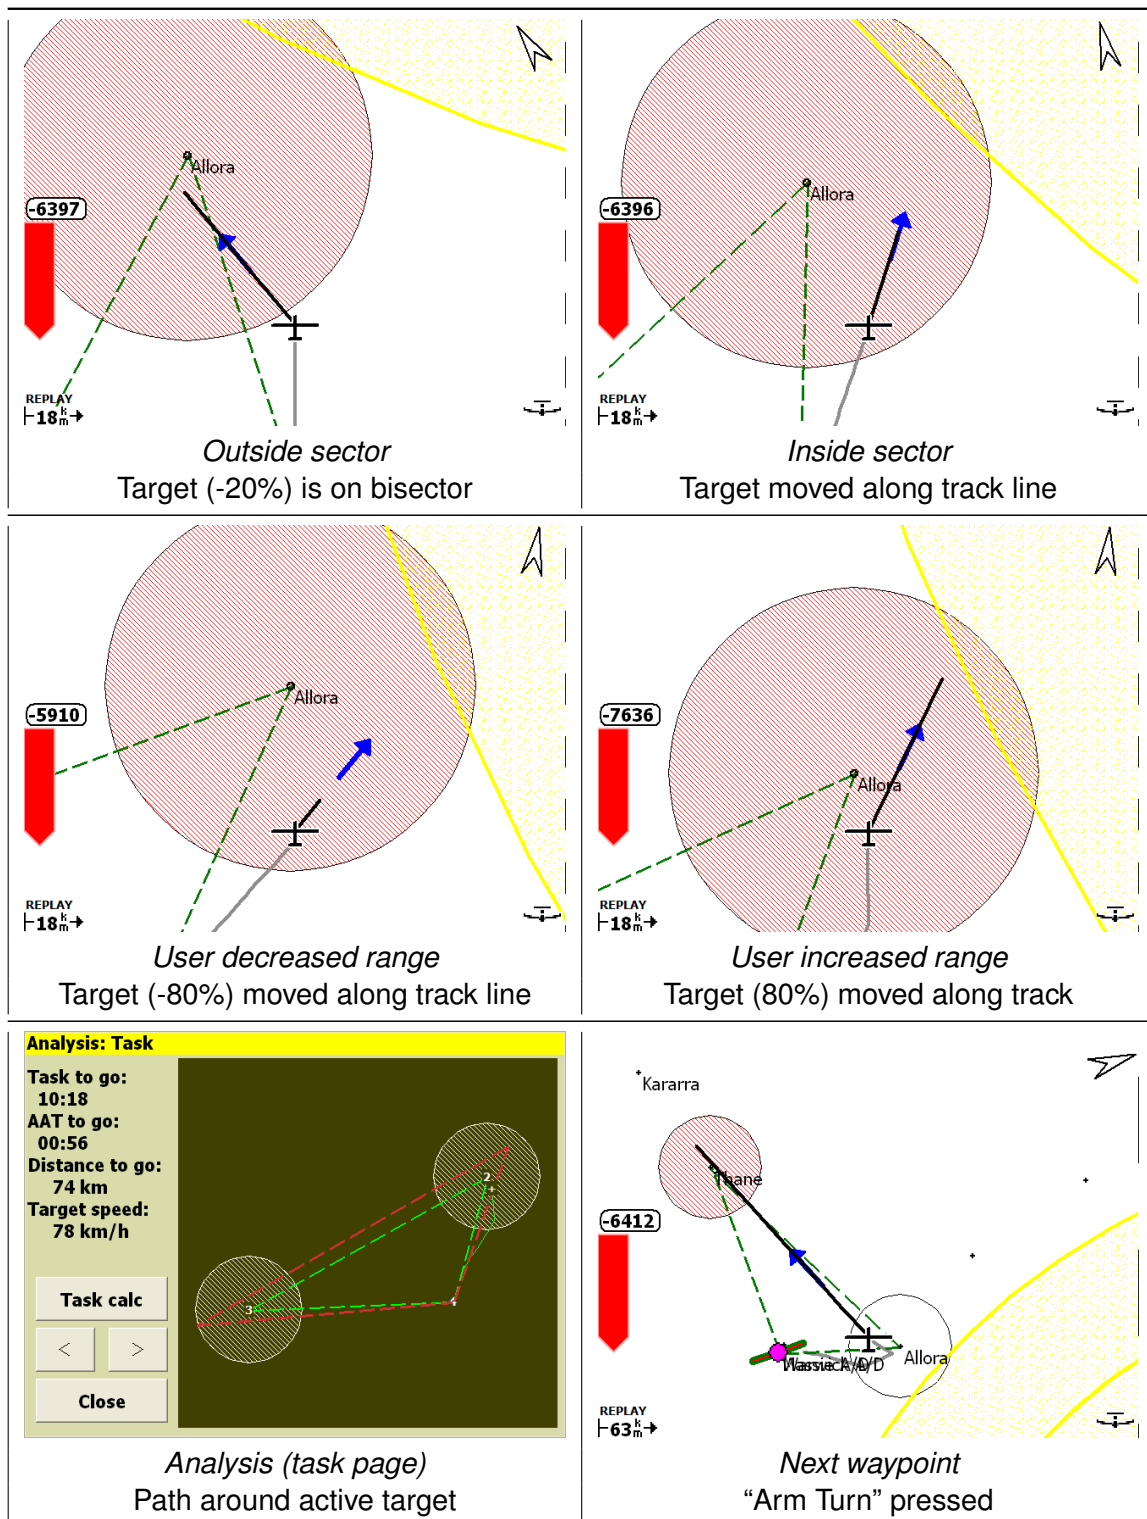 Allora
-6397
REPLAY
18 k m
Outside sector
Target (-20%) is on bisector
Allora
-6396
REPLAY
18 k m
Inside sector
Target moved along track line
Allora
-5910
REPLAY
18 k m
User decreased range
Target (-80%) moved along track line
Allora
-7636
REPLAY
18 k m
User increased range
Target (80%) moved along track
Analysis: Task
Task to go:
10:18
AAT to go:
00:56
Distance to go:
74 km
Target speed:
78 km/h
Task calc
< >
Close
2
3
4
Analysis (task page)
Path around active target
Kararra
Thane
-6412
Allora
A/D
REPLAY
63 k m
Next waypoint
“Arm Turn” pressed